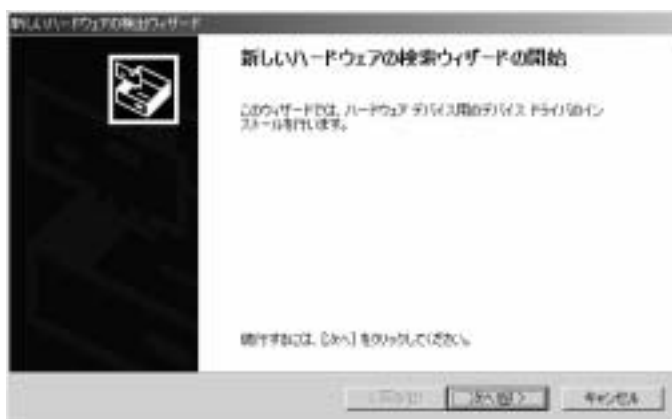 新しいハードウェアの検出ウィザード
新しいハードウェアの検索ウィザードの開始
このウィザードでは、ハードウェア デバイス用のデバイス ドライバのイン
ストールを行います。
続行するには、[次へ] をクリックしてください。
< 戻る(B)
次へ(N) >
キャンセル